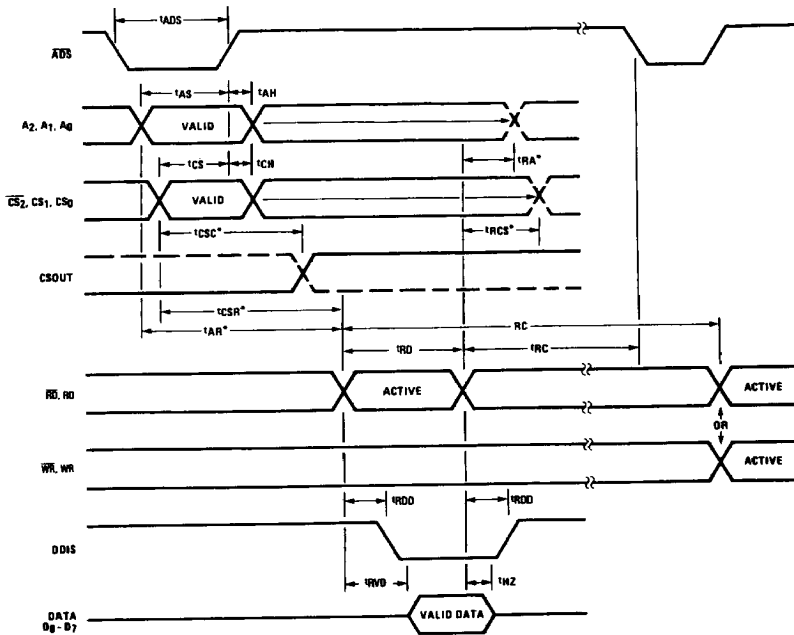 tADS
ADS
tAS tAH
A2, A1, A0 VALID
tRA*
tCS tCH
CS2, CS1, CS0 VALID
tCSC* tRCS*
CSOUT
tCSR*
tAR* RC
tRD tRC
RD, RD ACTIVE ACTIVE
OR
WR, WR ACTIVE
tRDD tRDD
DDIS
tRVD tHZ
DATA
D0-D7 VALID DATA